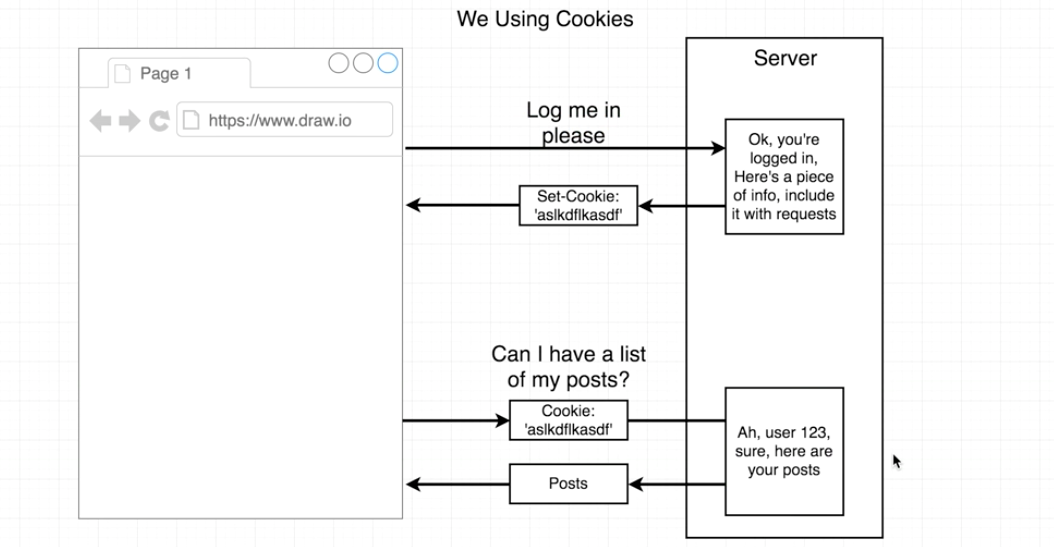 We Using Cookies
Page 1
https://www.draw.io
Server
Log me in
please
Ok, you're
logged in,
Here's a piece
of info, include
it with requests
Set-Cookie:
'aslkdflkasdf'
Can I have a list
of my posts?
Cookie:
'aslkdflkasdf'
Ah, user 123,
sure, here are
your posts
Posts